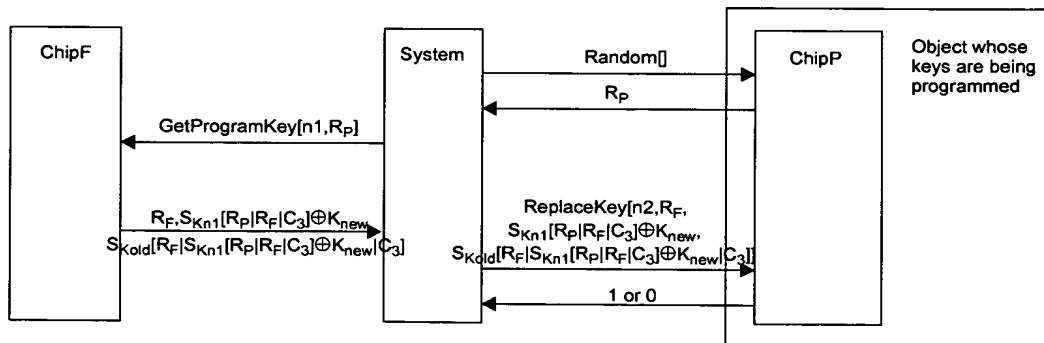 ChipF
System
ChipP
Object whose
keys are being
programmed
Random[]
R_P
GetProgramKey[n1,R_P]
R_F,S_Kn1[R_P|R_F|C_3]⊕K_new
S_Kold[R_F|S_Kn1[R_P|R_F|C_3]⊕K_new|C_3]
ReplaceKey[n2,R_F,
S_Kn1[R_P|R_F|C_3]⊕K_new,
S_Kold[R_F|S_Kn1[R_P|R_F|C_3]⊕K_new|C_3]]
1 or 0